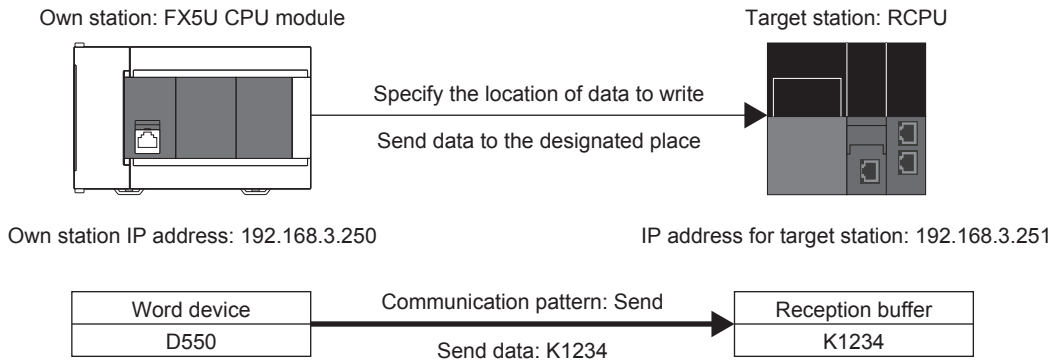 Own station: FX5U CPU module
Target station: RCPU
Specify the location of data to write
Send data to the designated place
Own station IP address: 192.168.3.250
IP address for target station: 192.168.3.251
Word device
Communication pattern: Send
Reception buffer
D550
Send data: K1234
K1234